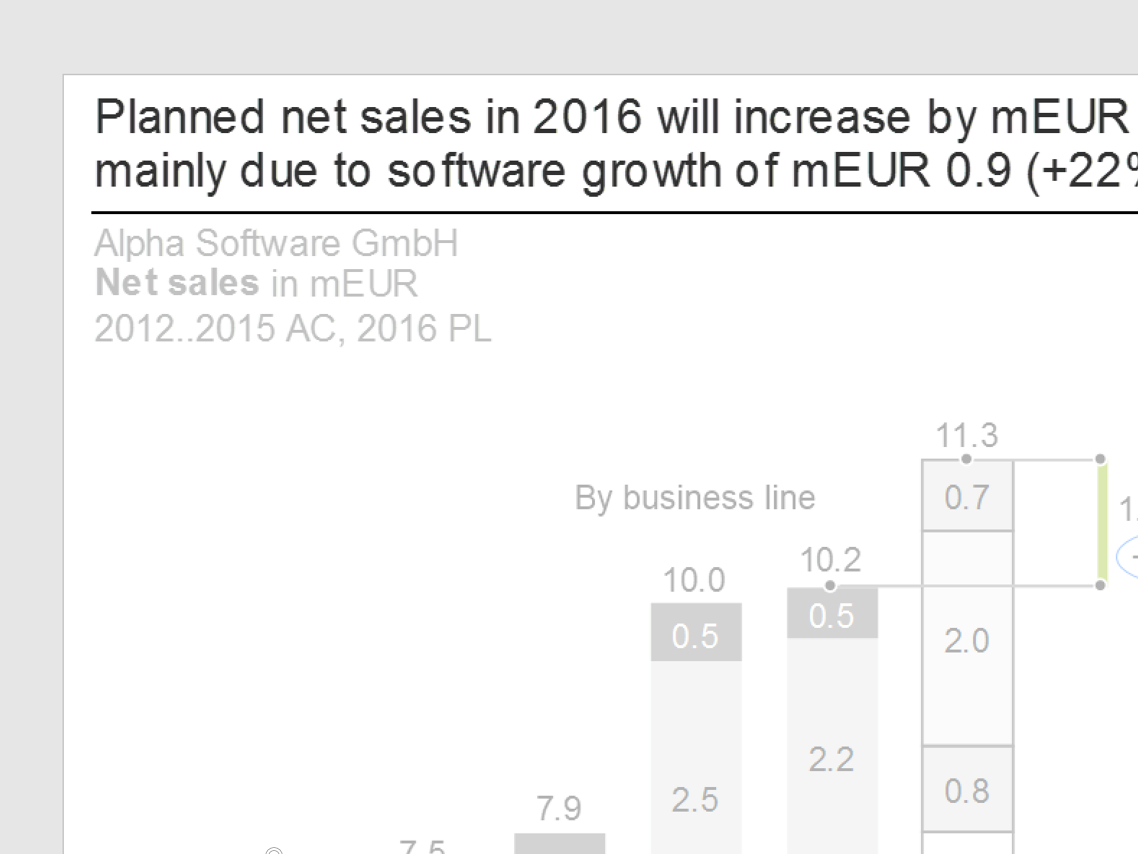 Planned net sales in 2016 will increase by mEUR
mainly due to software growth of mEUR 0.9 (+22%
Alpha Software GmbH
Net sales in mEUR
2012..2015 AC, 2016 PL
11.3
By business line
0.7
10.2
10.0
0.5
0.5
2.0
2.2
0.8
2.5
7.9
7.5